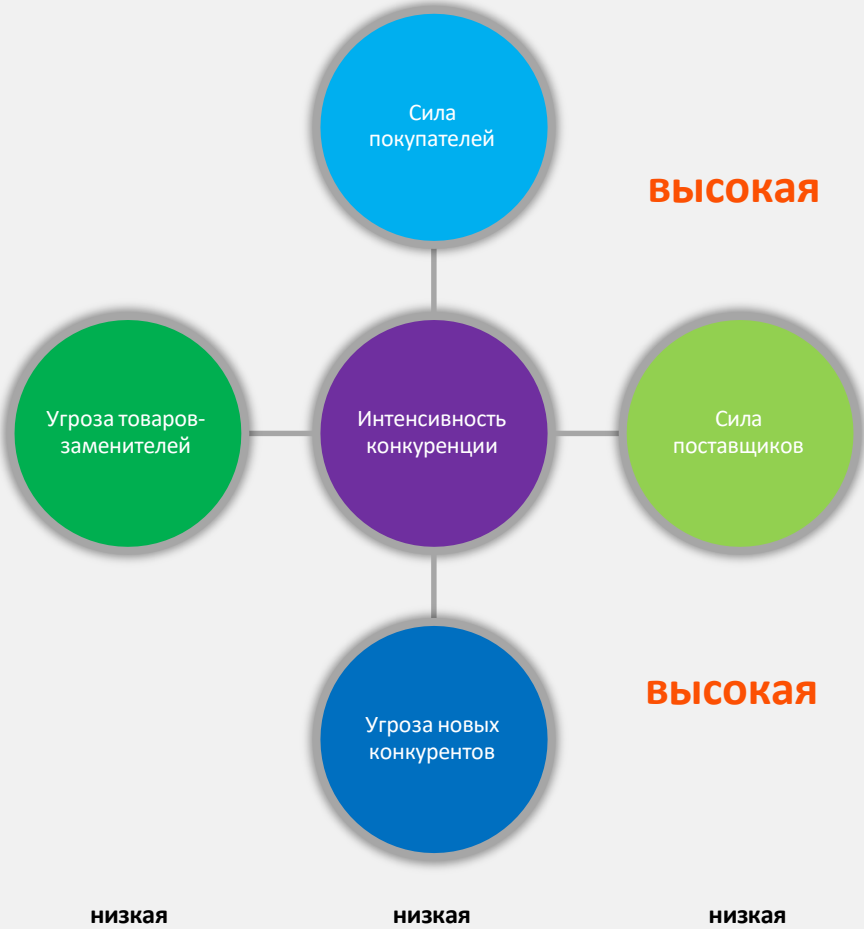 Сила
покупателей
высокая
Угроза товаров-
заменителей
Интенсивность
конкуренции
Сила
поставщиков
высокая
Угроза новых
конкурентов
низкая
низкая
низкая